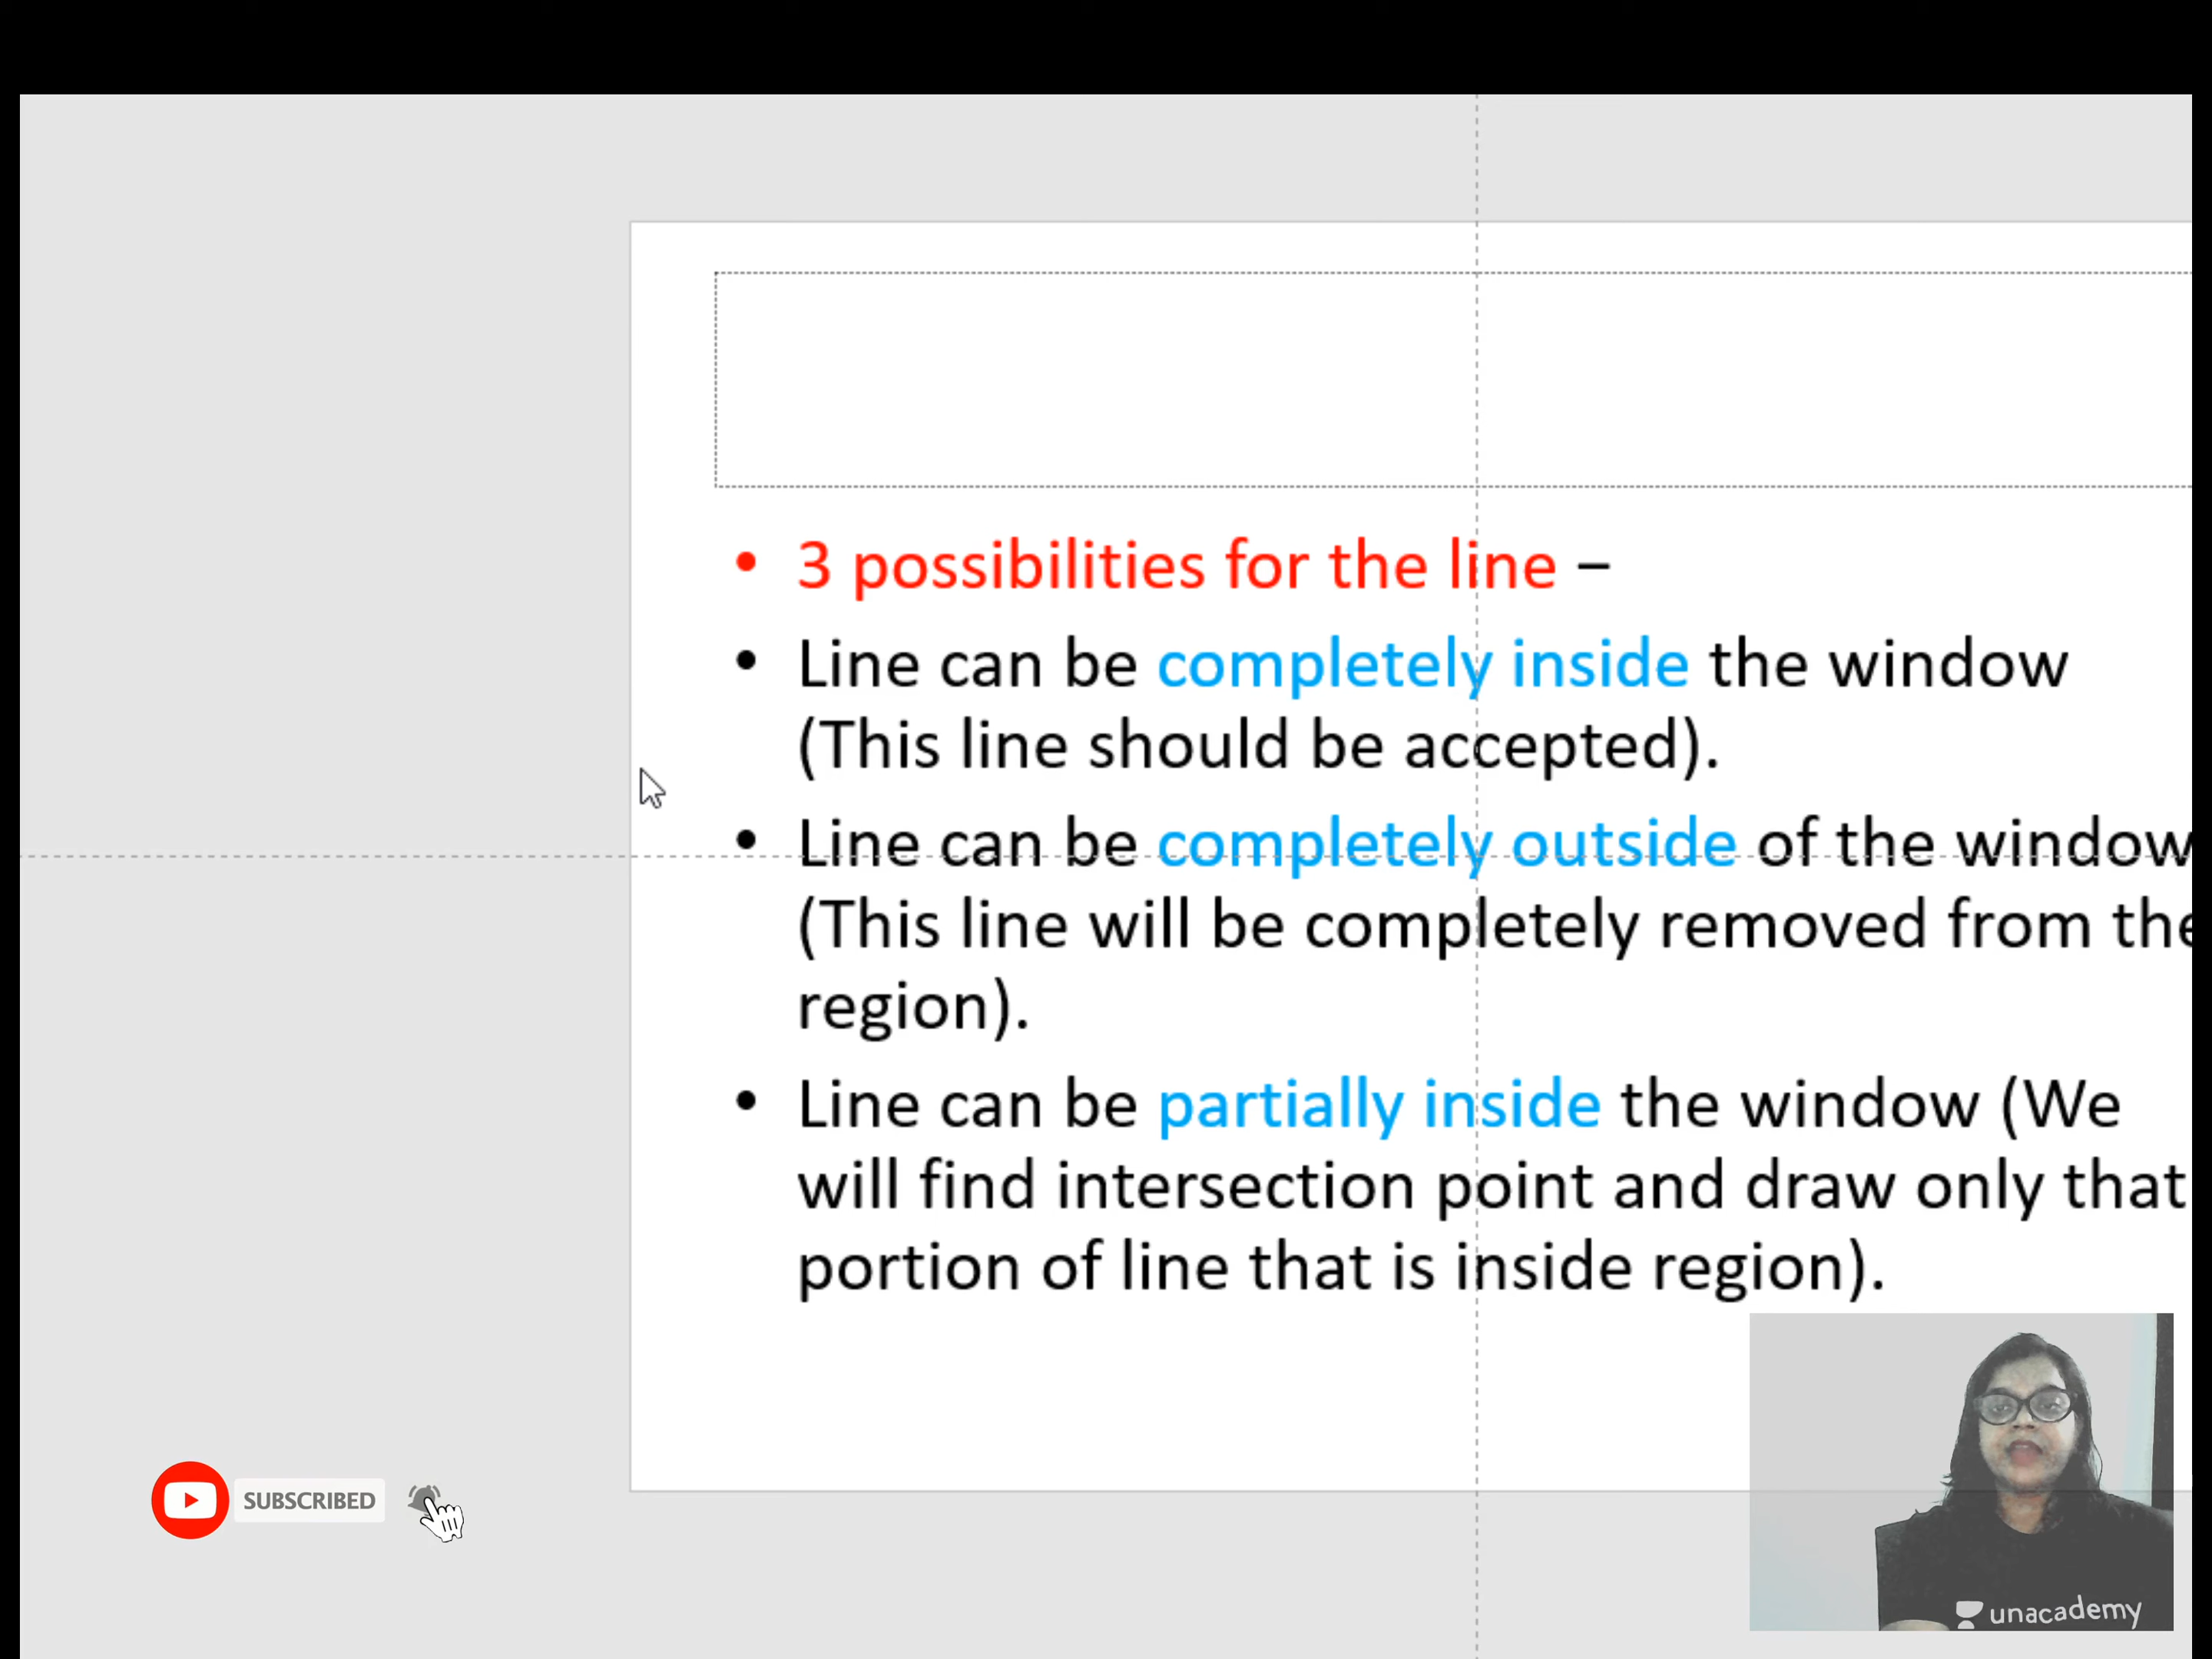 • 3 possibilities for the line –
• Line can be completely inside the window
(This line should be accepted).
• Line can be completely outside of the window
(This line will be completely removed from the
region).
• Line can be partially inside the window (We
will find intersection point and draw only that
portion of line that is inside region).
SUBSCRIBED
unacademy